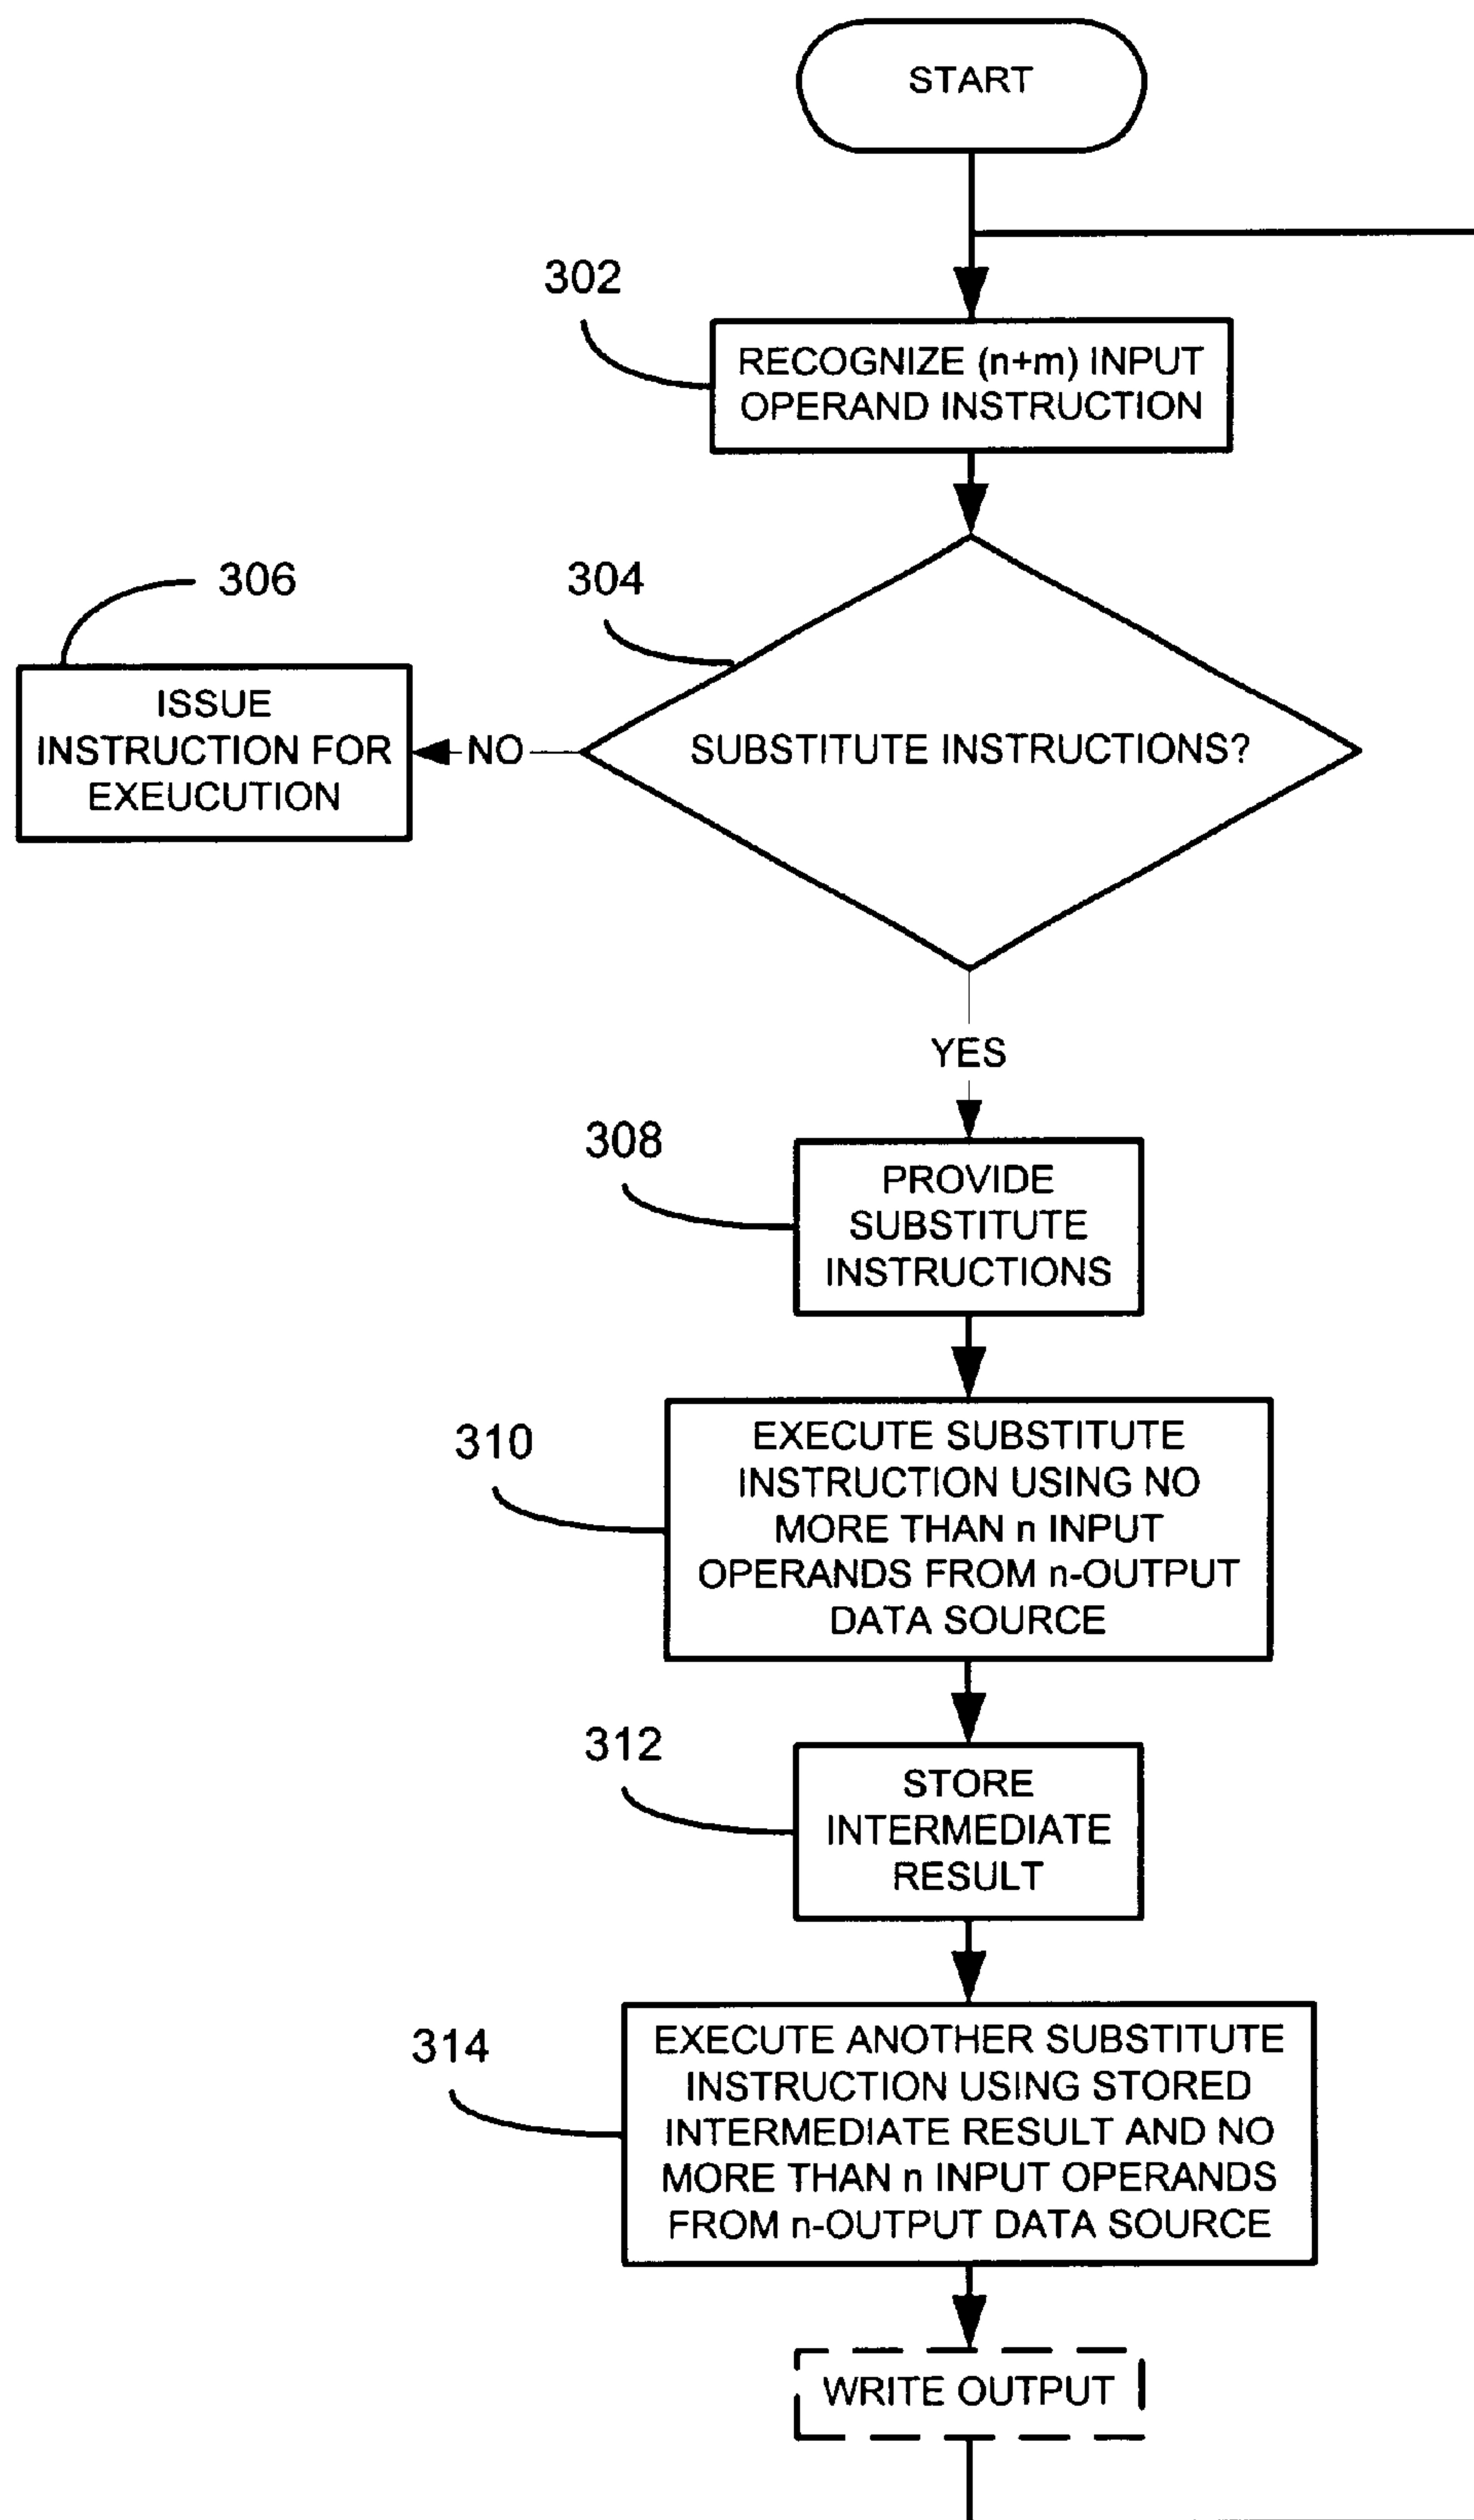 START
302
RECOGNIZE (n+m) INPUT
OPERAND INSTRUCTION
306
304
ISSUE
INSTRUCTION FOR
EXEUCUTION
NO
SUBSTITUTE INSTRUCTIONS?
YES
308
PROVIDE
SUBSTITUTE
INSTRUCTIONS
310
EXECUTE SUBSTITUTE
INSTRUCTION USING NO
MORE THAN n INPUT
OPERANDS FROM n-OUTPUT
DATA SOURCE
312
STORE
INTERMEDIATE
RESULT
314
EXECUTE ANOTHER SUBSTITUTE
INSTRUCTION USING STORED
INTERMEDIATE RESULT AND NO
MORE THAN n INPUT OPERANDS
FROM n-OUTPUT DATA SOURCE
WRITE OUTPUT